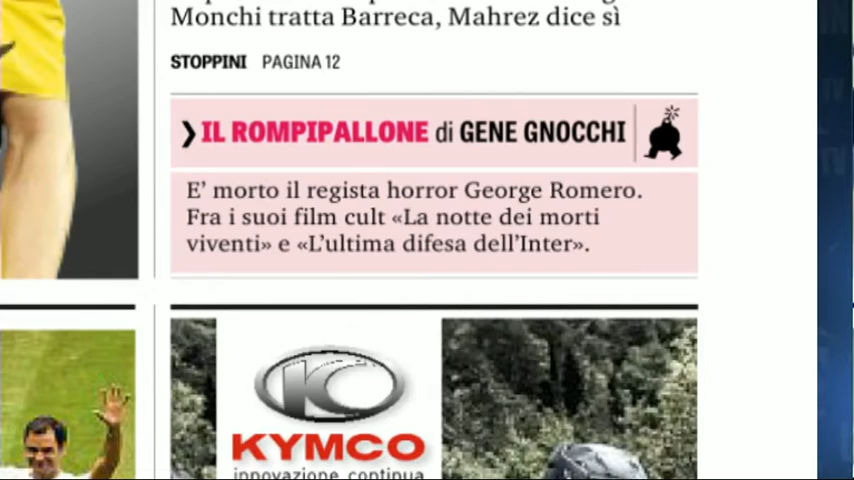 Monchi tratta Barreca, Mahrez dice sì
STOPPINI PAGINA 12
❯IL ROMPIPALLONE di GENE GNOCCHI
E’ morto il regista horror George Romero.
Fra i suoi film cult «La notte dei morti
viventi» e «L’ultima difesa dell’Inter».
KYMCO
innovazione continua